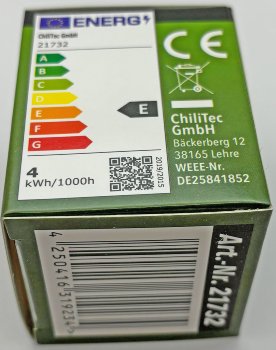 ENERG
ChiliTec GmbH
21732
A
B
C
D
E
F
G
E
4
kWh/1000h
2019/2015
CE
ChiliTec
GmbH
Bäckerberg 12
38165 Lehre
WEEE-Nr.
DE25841852
4250416319234
Art.-Nr. 21732